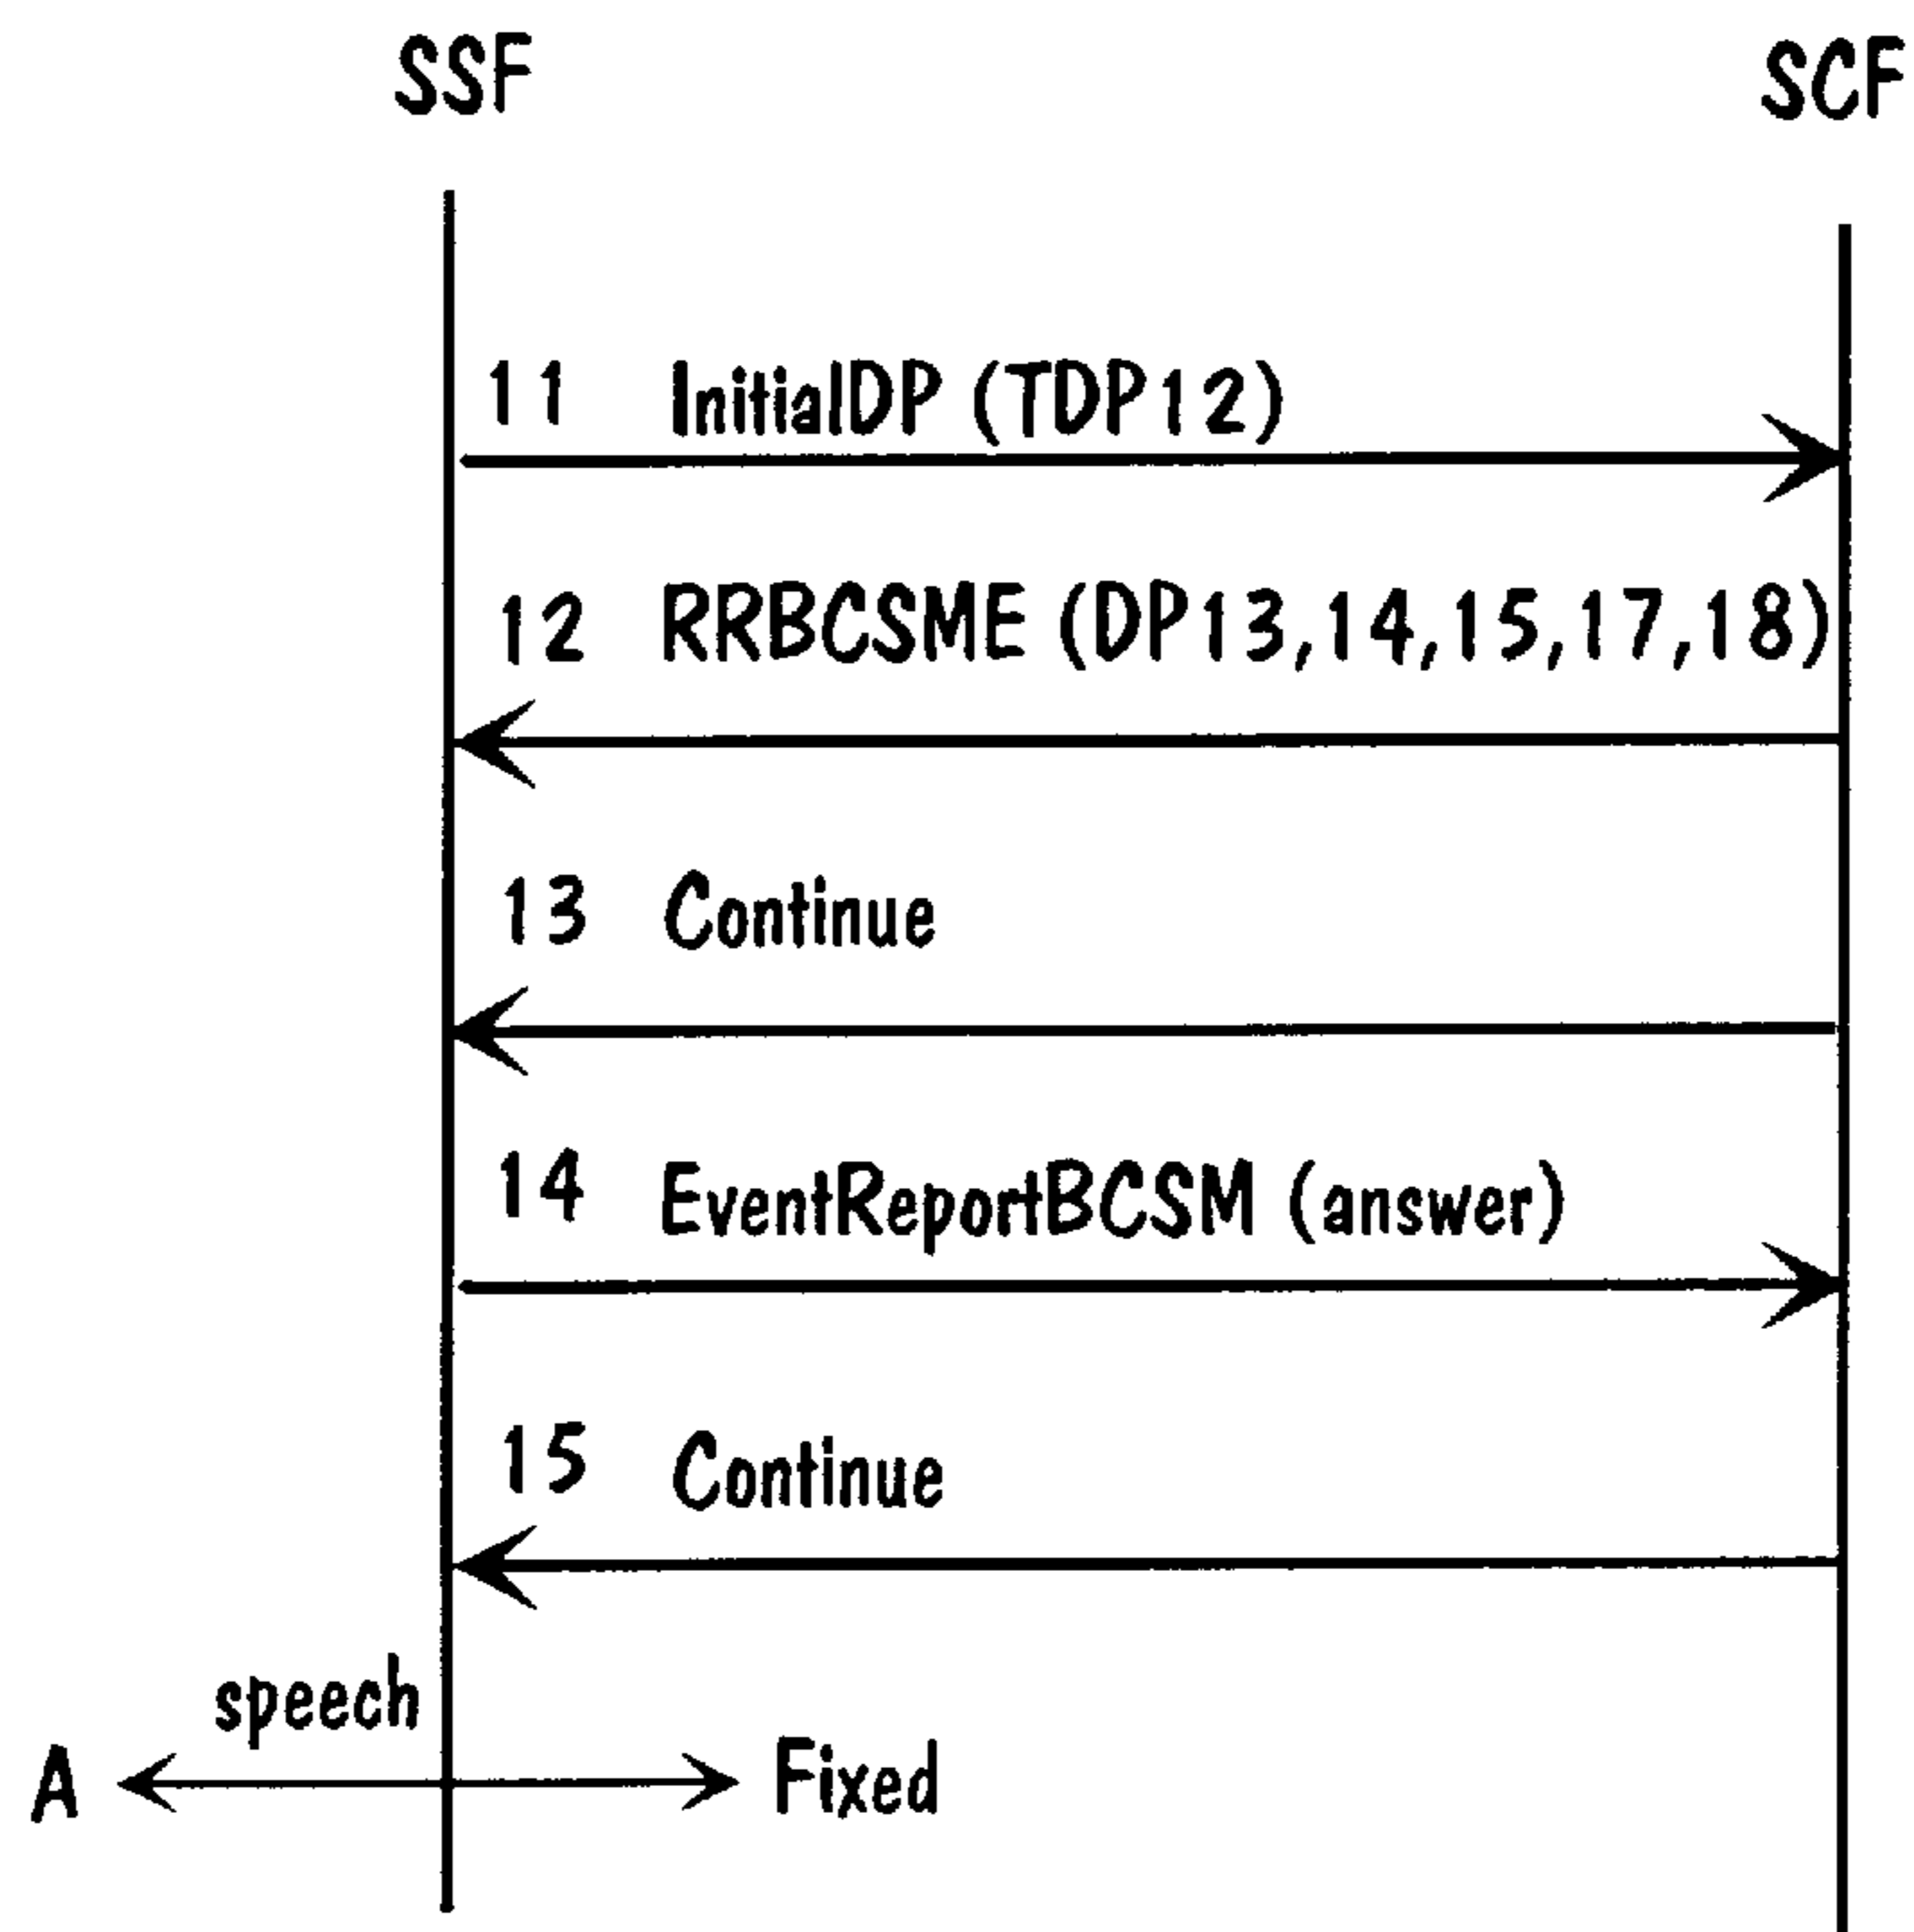 SSF SCF
11 InitialDP (TDP12)
12 RRBCSME (DP13,14,15,17,18)
13 Continue
14 EventReportBCSM (answer)
15 Continue
speech
A Fixed